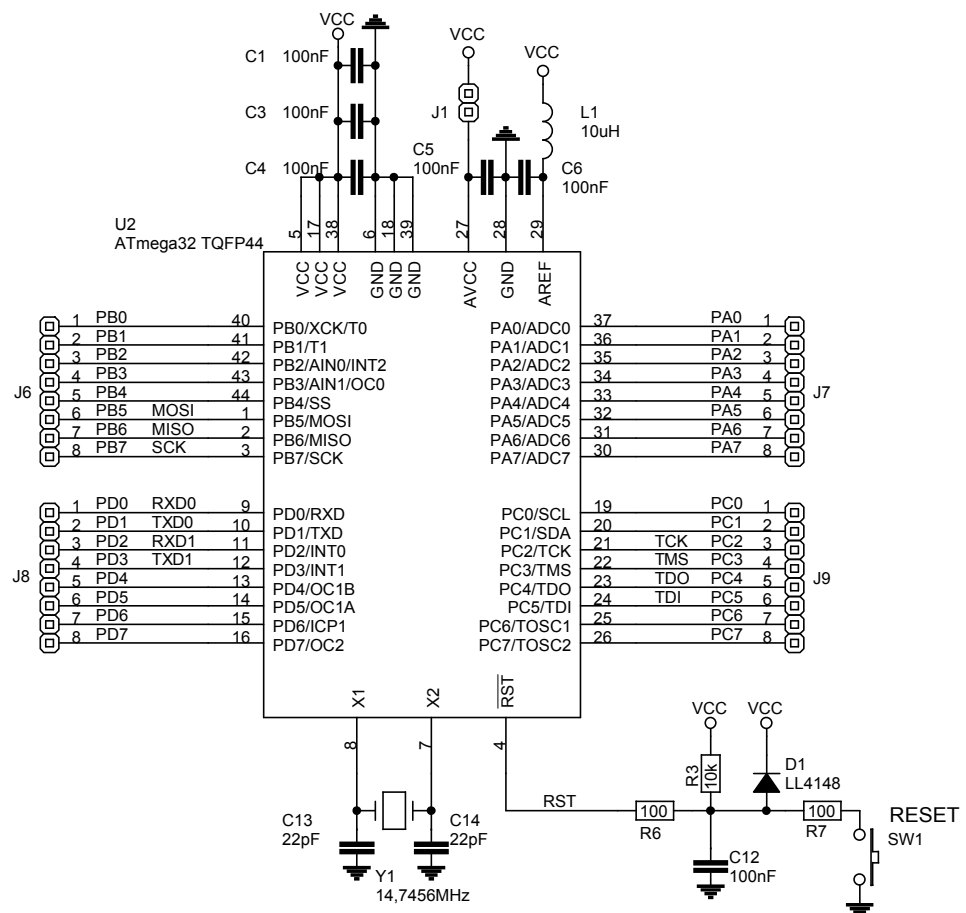 VCC
C1 100nF
C3 100nF
C4 100nF
VCC
J1
C5
100nF
VCC
L1
10uH
C6
100nF
U2
ATmega32 TQFP44
5 17 38 6 18 39 27 28 29
VCC VCC VCC GND GND GND AVCC GND AREF
J6
1 PB0 40 PB0/XCK/T0
2 PB1 41 PB1/T1
3 PB2 42 PB2/AIN0/INT2
4 PB3 43 PB3/AIN1/OC0
5 PB4 44 PB4/SS
6 PB5 MOSI 1 PB5/MOSI
7 PB6 MISO 2 PB6/MISO
8 PB7 SCK 3 PB7/SCK
PA0/ADC0 37 PA0 1
PA1/ADC1 36 PA1 2
PA2/ADC2 35 PA2 3
PA3/ADC3 34 PA3 4
PA4/ADC4 33 PA4 5
PA5/ADC5 32 PA5 6
PA6/ADC6 31 PA6 7
PA7/ADC7 30 PA7 8
J7
J8
1 PD0 RXD0 9 PD0/RXD
2 PD1 TXD0 10 PD1/TXD
3 PD2 RXD1 11 PD2/INT0
4 PD3 TXD1 12 PD3/INT1
5 PD4 13 PD4/OC1B
6 PD5 14 PD5/OC1A
7 PD6 15 PD6/ICP1
8 PD7 16 PD7/OC2
PC0/SCL 19 PC0 1
PC1/SDA 20 PC1 2
PC2/TCK 21 TCK PC2 3
PC3/TMS 22 TMS PC3 4
PC4/TDO 23 TDO PC4 5
PC5/TDI 24 TDI PC5 6
PC6/TOSC1 25 PC6 7
PC7/TOSC2 26 PC7 8
J9
X1 X2 RST
8 7 4
C13
22pF
C14
22pF
Y1
14,7456MHz
RST
100
R6
VCC
R3
10k
VCC
D1
LL4148
100
R7
C12
100nF
RESET
SW1